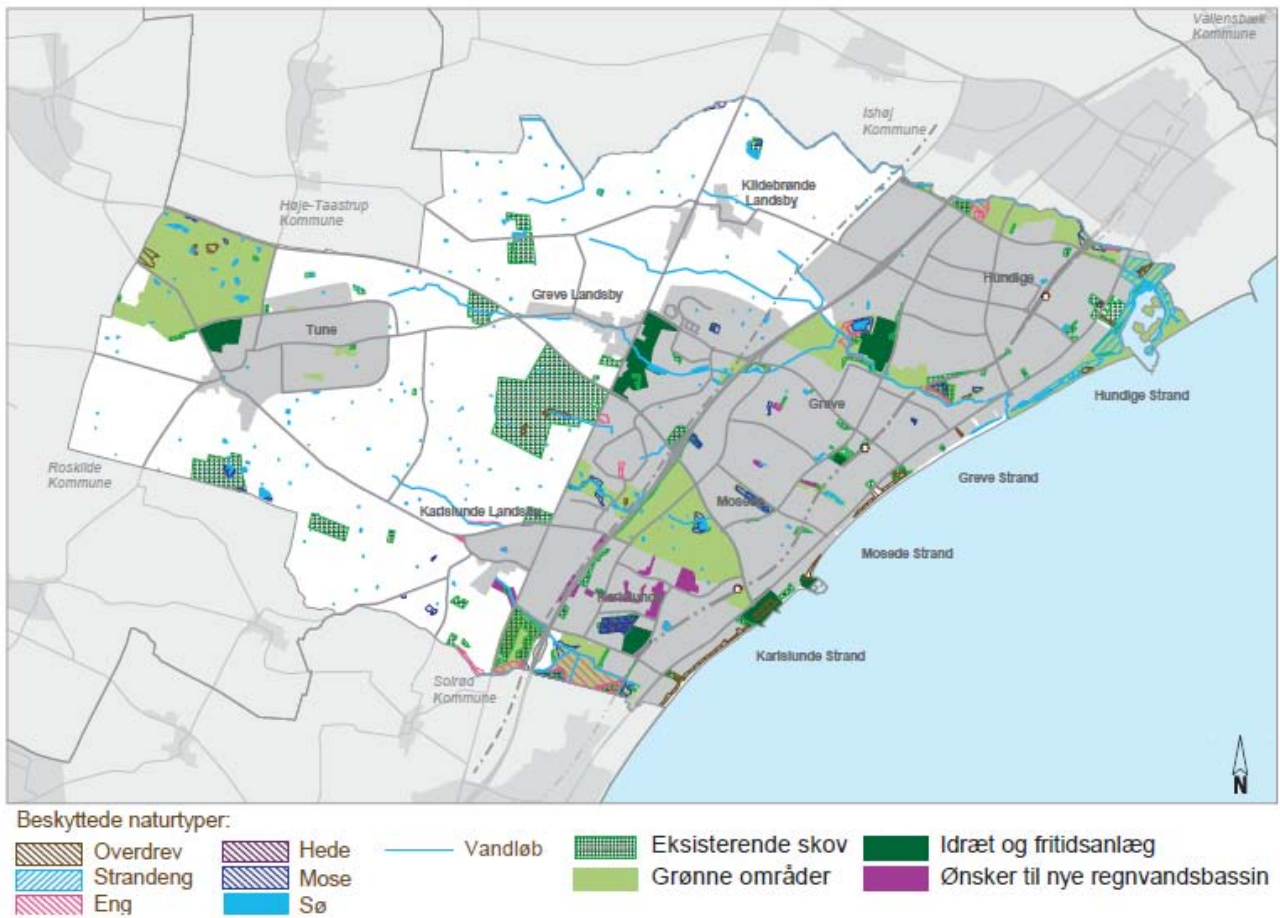 Vallensbæk
Kommune
Ishøj
Kommune
Kildebrønde
Landsby
Høje-Taastrup
Kommune
Hundige
Greve Landsby
Tune
Hundige Strand
Greve
Roskilde
Kommune
Greve Strand
Mosede
Karlslunde Landsby
Mosede Strand
Karlslunde
Karlslunde Strand
Solrød
Kommune
N
Beskyttede naturtyper:
Overdrev
Strandeng
Eng
Hede
Mose
Sø
Vandløb
Eksisterende skov
Grønne områder
Idræt og fritidsanlæg
Ønsker til nye regnvandsbassin